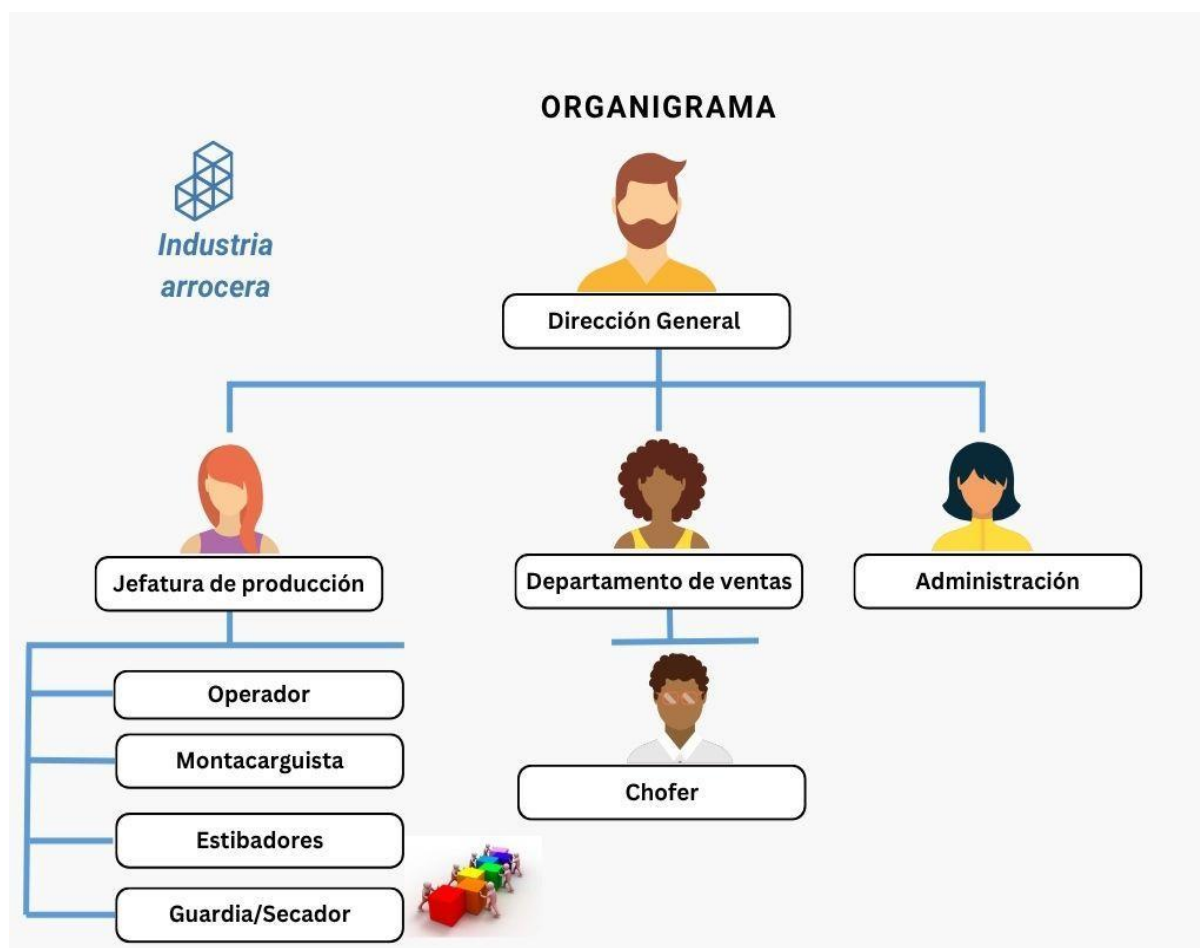 ORGANIGRAMA
Industria
arrocera
Dirección General
Jefatura de producción
Departamento de ventas
Administración
Operador
Montacarguista
Estibadores
Guardia/Secador
Chofer